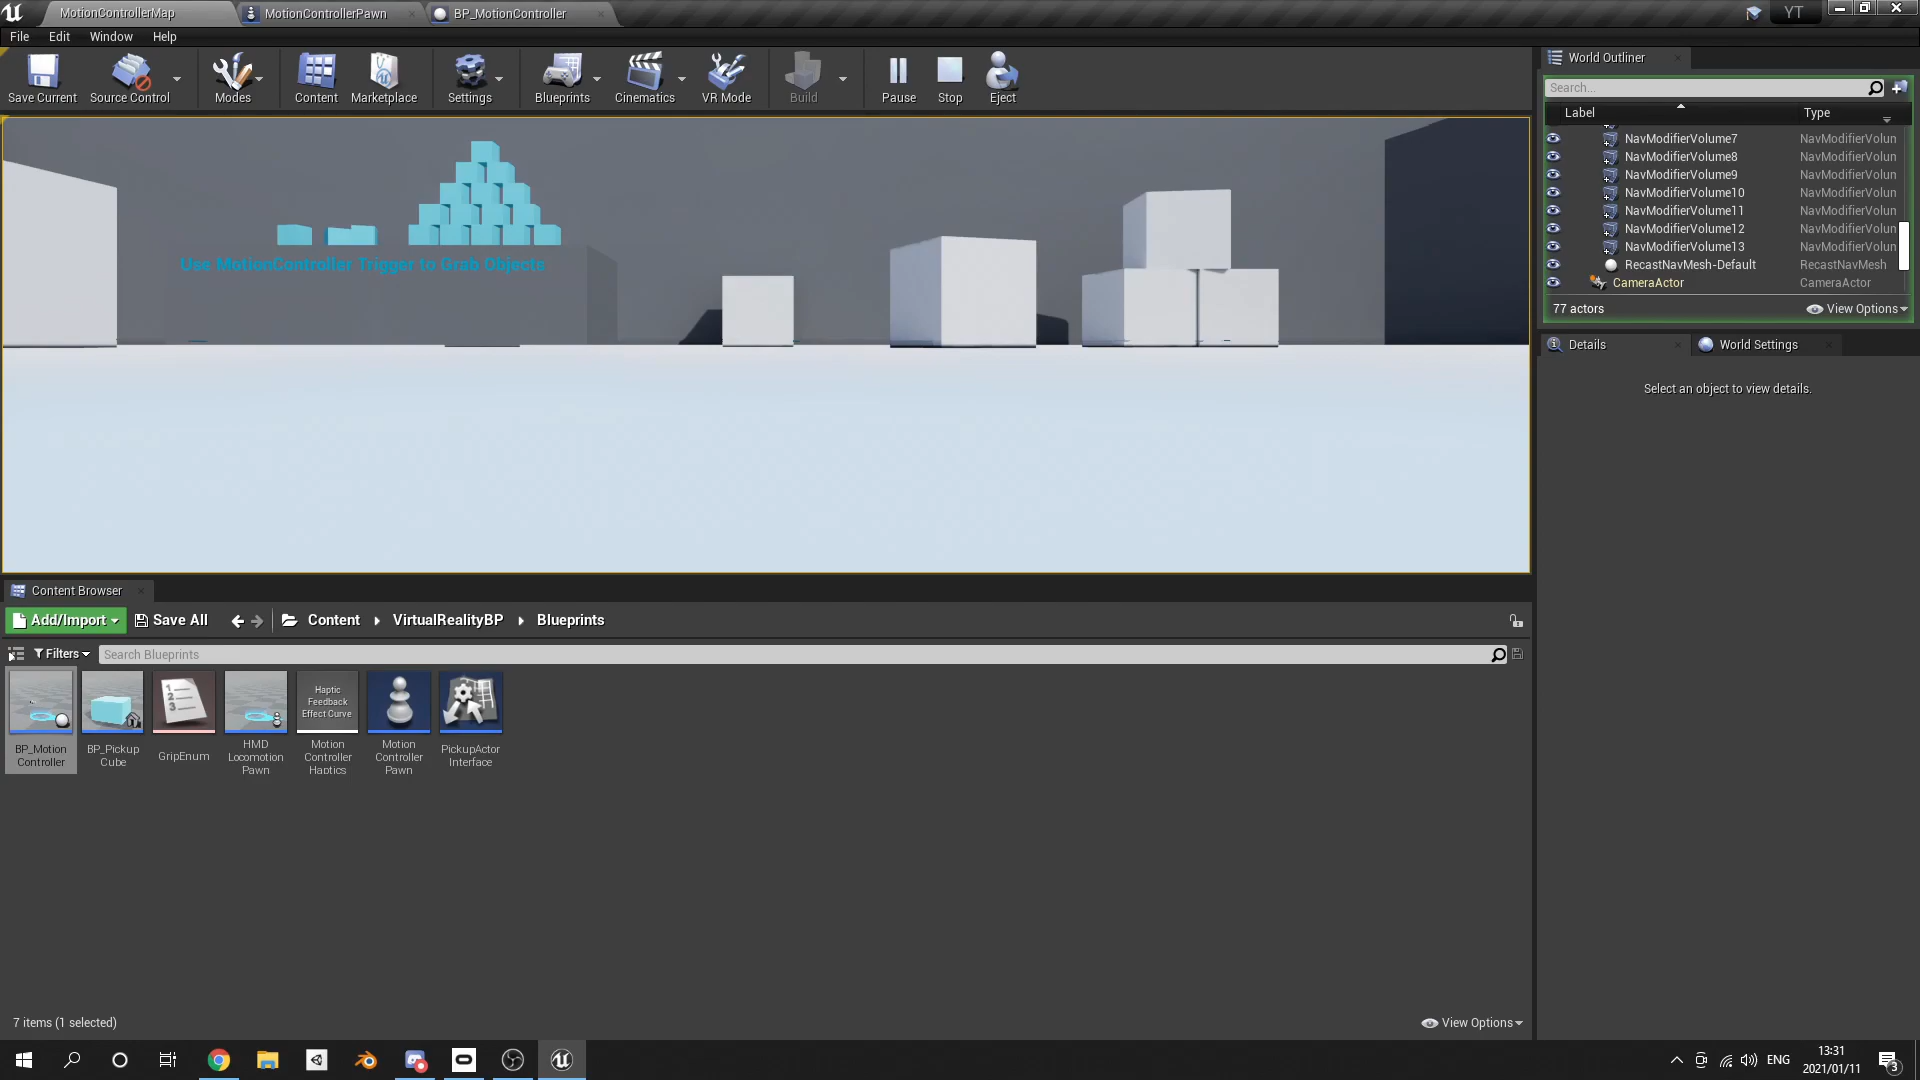 MotionControllerMap
MotionControllerPawn
BP_MotionController
YT
File Edit Window Help
Save Current
Source Control
Modes
Content
Marketplace
Settings
Blueprints
Cinematics
VR Mode
Build
Pause
Stop
Eject
Use MotionController Trigger to Grab Objects
World Outliner
Search...
Label Type
NavModifierVolume7 NavModifierVolun
NavModifierVolume8 NavModifierVolun
NavModifierVolume9 NavModifierVolun
NavModifierVolume10 NavModifierVolun
NavModifierVolume11 NavModifierVolun
NavModifierVolume12 NavModifierVolun
NavModifierVolume13 NavModifierVolun
RecastNavMesh-Default RecastNavMesh
CameraActor CameraActor
77 actors View Options
Details
World Settings
Select an object to view details.
Content Browser
Add/Import Save All Content VirtualRealityBP Blueprints
Filters Search Blueprints
BP_Motion
Controller
BP_Pickup
Cube
1
2
3
GripEnum
HMD
Locomotion
Pawn
Haptic
Feedback
Effect Curve
Motion
Controller
Haptics
Motion
Controller
Pawn
PickupActor
Interface
7 items (1 selected) View Options
ENG
13:31
2021/01/11
3